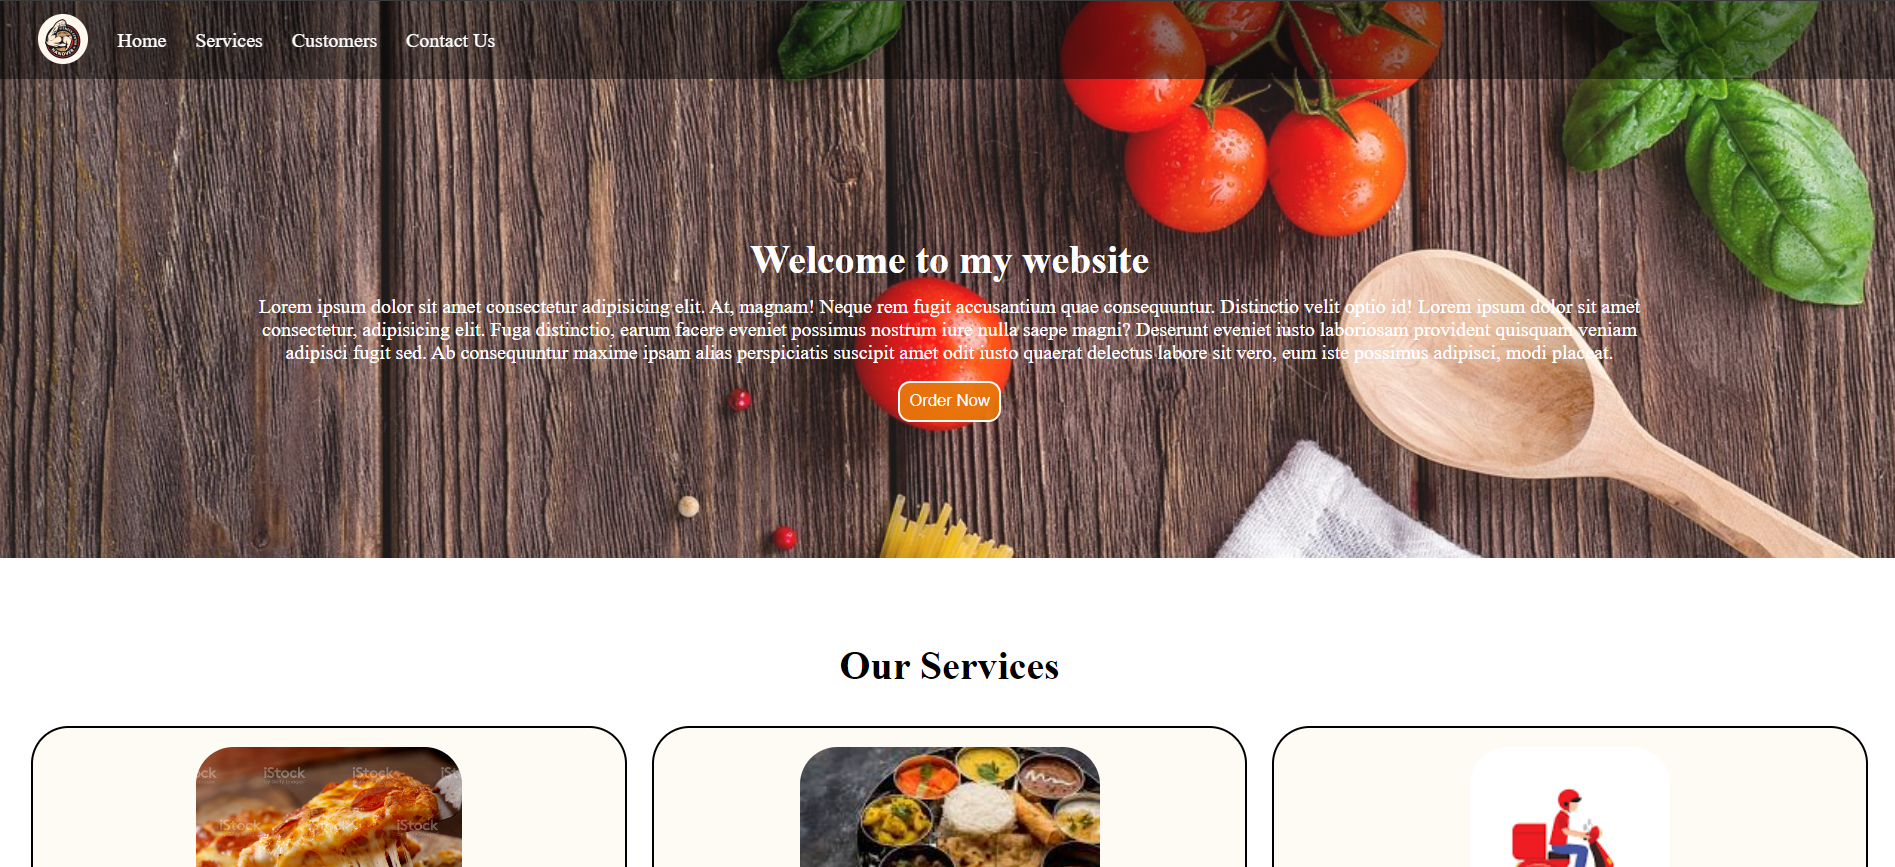 Home Services Customers Contact Us
Welcome to my website
Lorem ipsum dolor sit amet consectetur adipisicing elit. At, magnam! Neque rem fugit accusantium quae consequuntur. Distinctio velit optio id! Lorem ipsum dolor sit amet
consectetur, adipisicing elit. Fuga distinctio, earum facere eveniet possimus nostrum iure nulla saepe magni? Deserunt eveniet iusto laboriosam provident quisquam veniam
adipisci fugit sed. Ab consequuntur maxime ipsam alias perspiciatis suscipit amet odit iusto quaerat delectus labore sit vero, eum iste possimus adipisci, modi placeat.
Order Now
Our Services
iStock iStock
iStock iStock